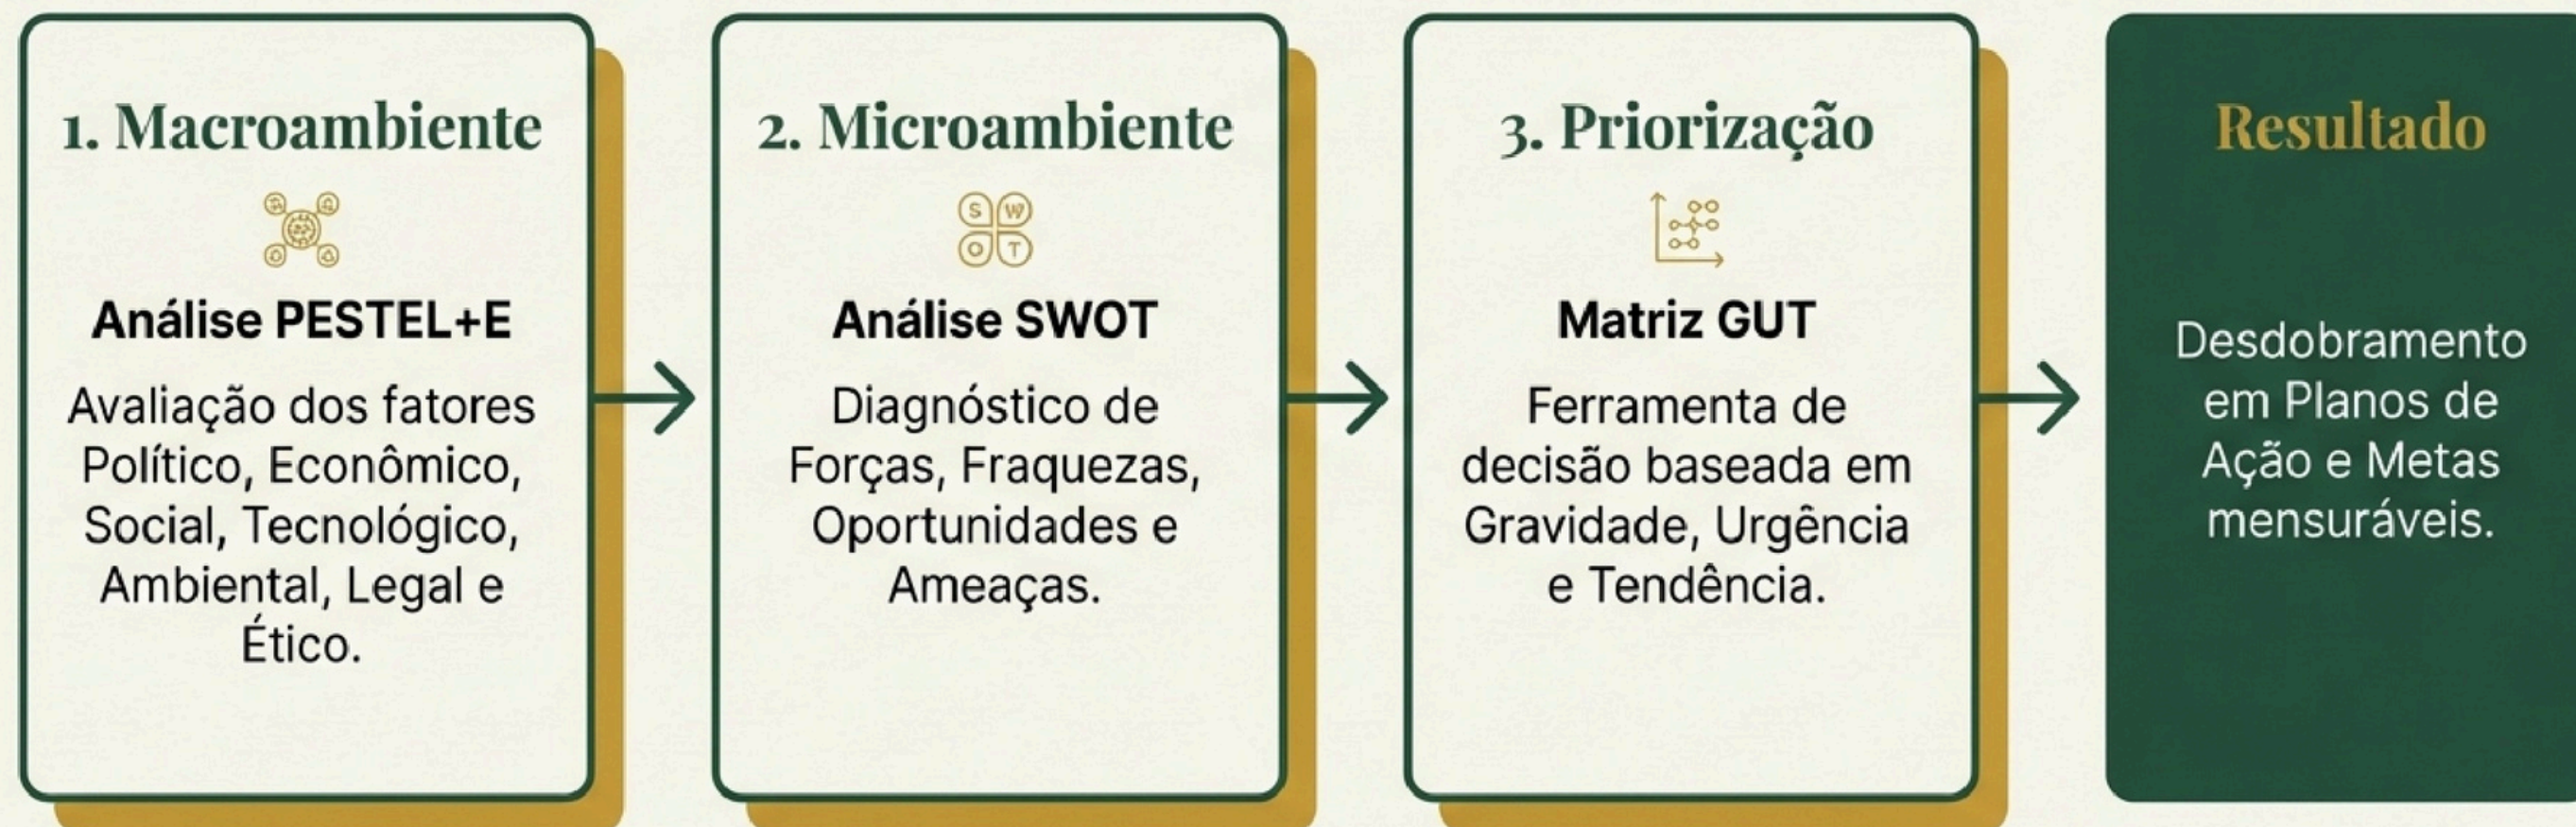 1. Macroambiente
Análise PESTEL+E
Avaliação dos fatores
Político, Econômico,
Social, Tecnológico,
Ambiental, Legal e
Ético.
2. Microambiente
S W
O T
Análise SWOT
Diagnóstico de
Forças, Fraquezas,
Oportunidades e
Ameaças.
3. Priorização
Matriz GUT
Ferramenta de
decisão baseada em
Gravidade, Urgência
e Tendência.
Resultado
Desdobramento
em Planos de
Ação e Metas
mensuráveis.